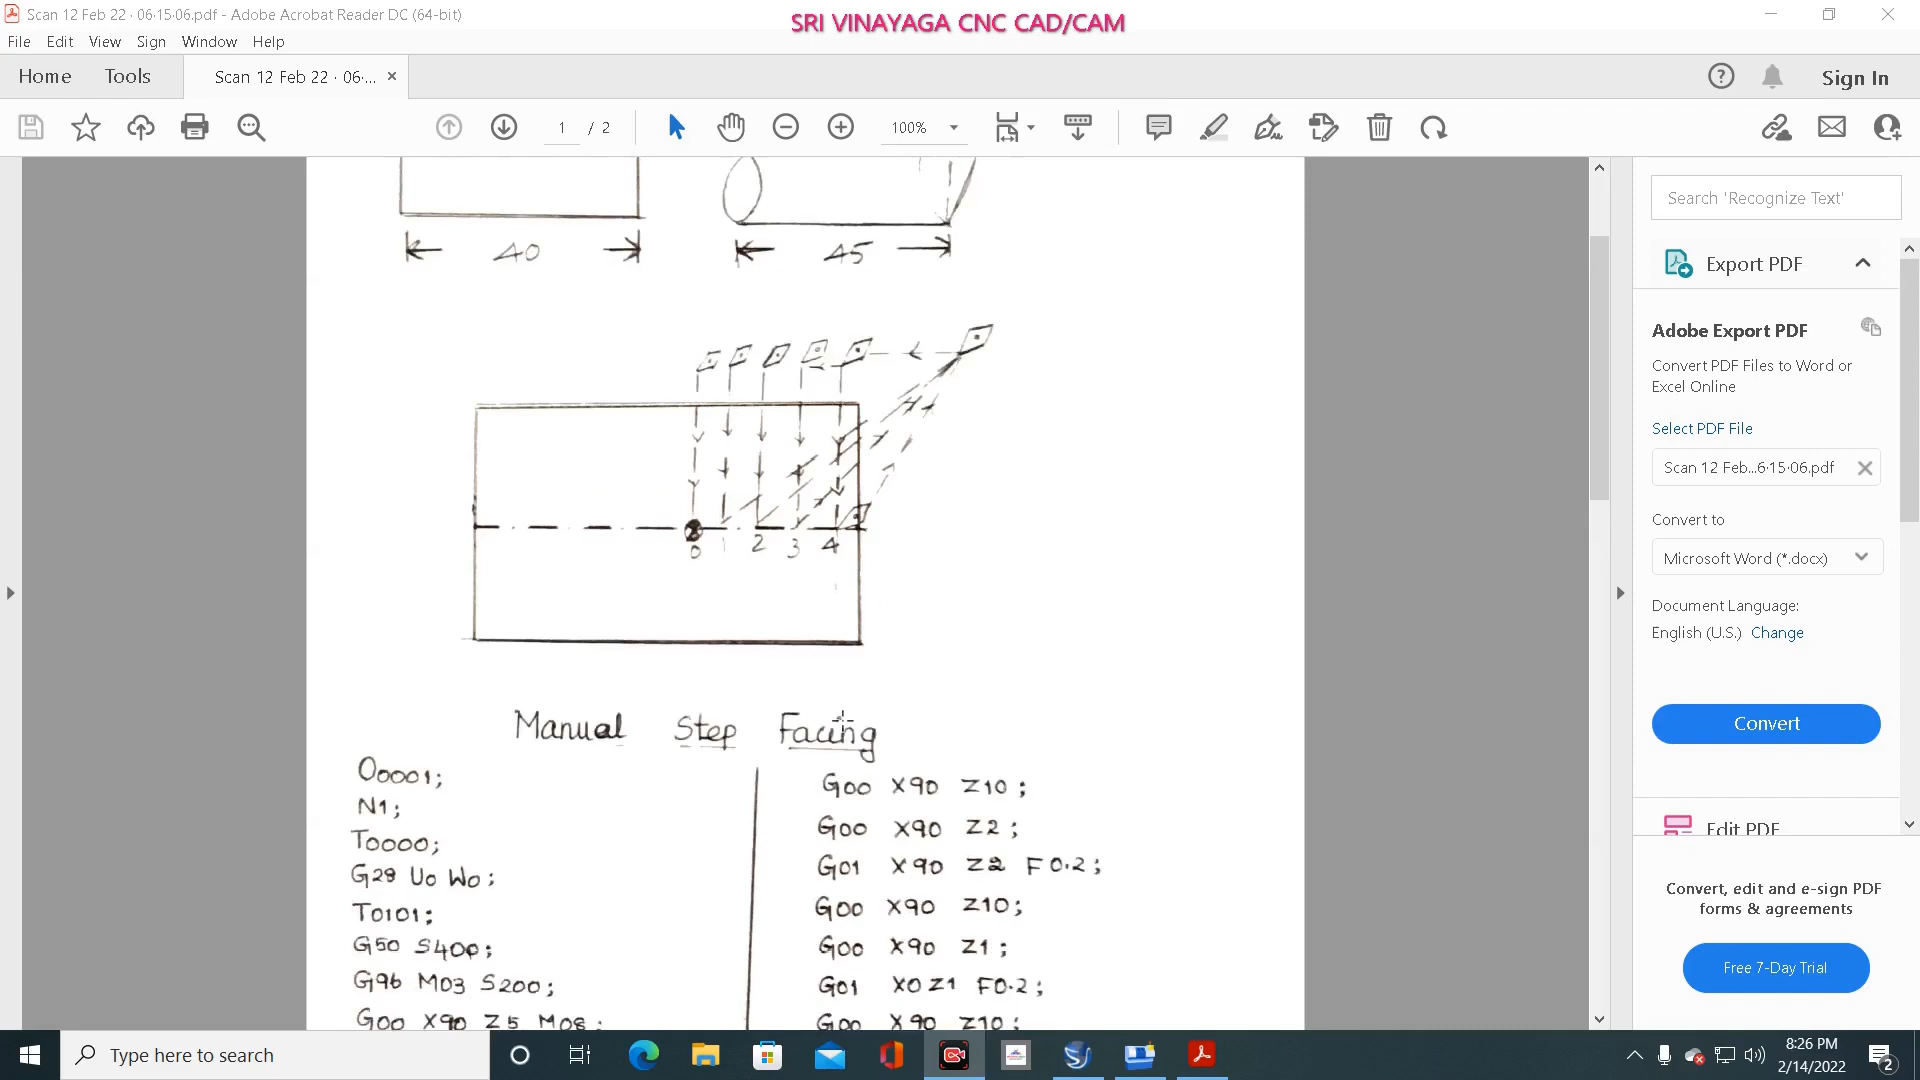 Scan 12 Feb 22 · 06·15·06.pdf - Adobe Acrobat Reader DC (64-bit)
SRI VINAYAGA CNC CAD/CAM
File Edit View Sign Window Help
Home Tools Scan 12 Feb 22 · 06·... Sign In
1 / 2 100%
Search 'Recognize Text'
Export PDF
Adobe Export PDF
Convert PDF Files to Word or
Excel Online
Select PDF File
Scan 12 Feb...6·15·06.pdf
Convert to
Microsoft Word (*.docx)
Document Language:
English (U.S.) Change
Convert
Edit PDF
Convert, edit and e-sign PDF
forms & agreements
Free 7-Day Trial
40 45
0 1 2 3 4
Manual Step Facing
O0001;
N1;
T0000;
G28 U0 W0;
T0101;
G50 S400;
G96 M03 S200;
G00 X90 Z5 M08;
G00 X90 Z10;
G00 X90 Z2;
G01 X90 Z2 F0.2;
G00 X90 Z10;
G00 X90 Z1;
G01 X0 Z1 F0.2;
G00 X90 Z10;
Type here to search
8:26 PM
2/14/2022
2